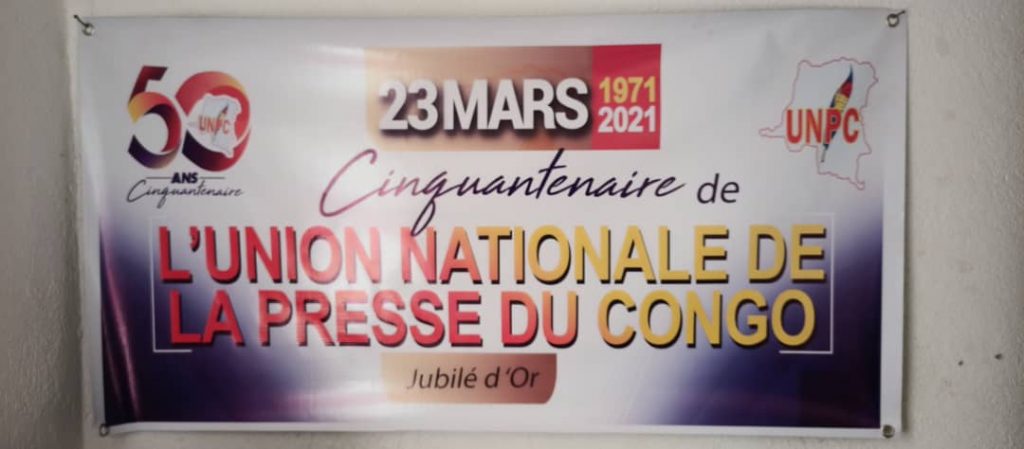 50
UNPC
ANS
Cinquantenaire
23 MARS
1971
2021
UNPC
Cinquantenaire de
L'UNION NATIONALE DE
LA PRESSE DU CONGO
Jubilé d'Or